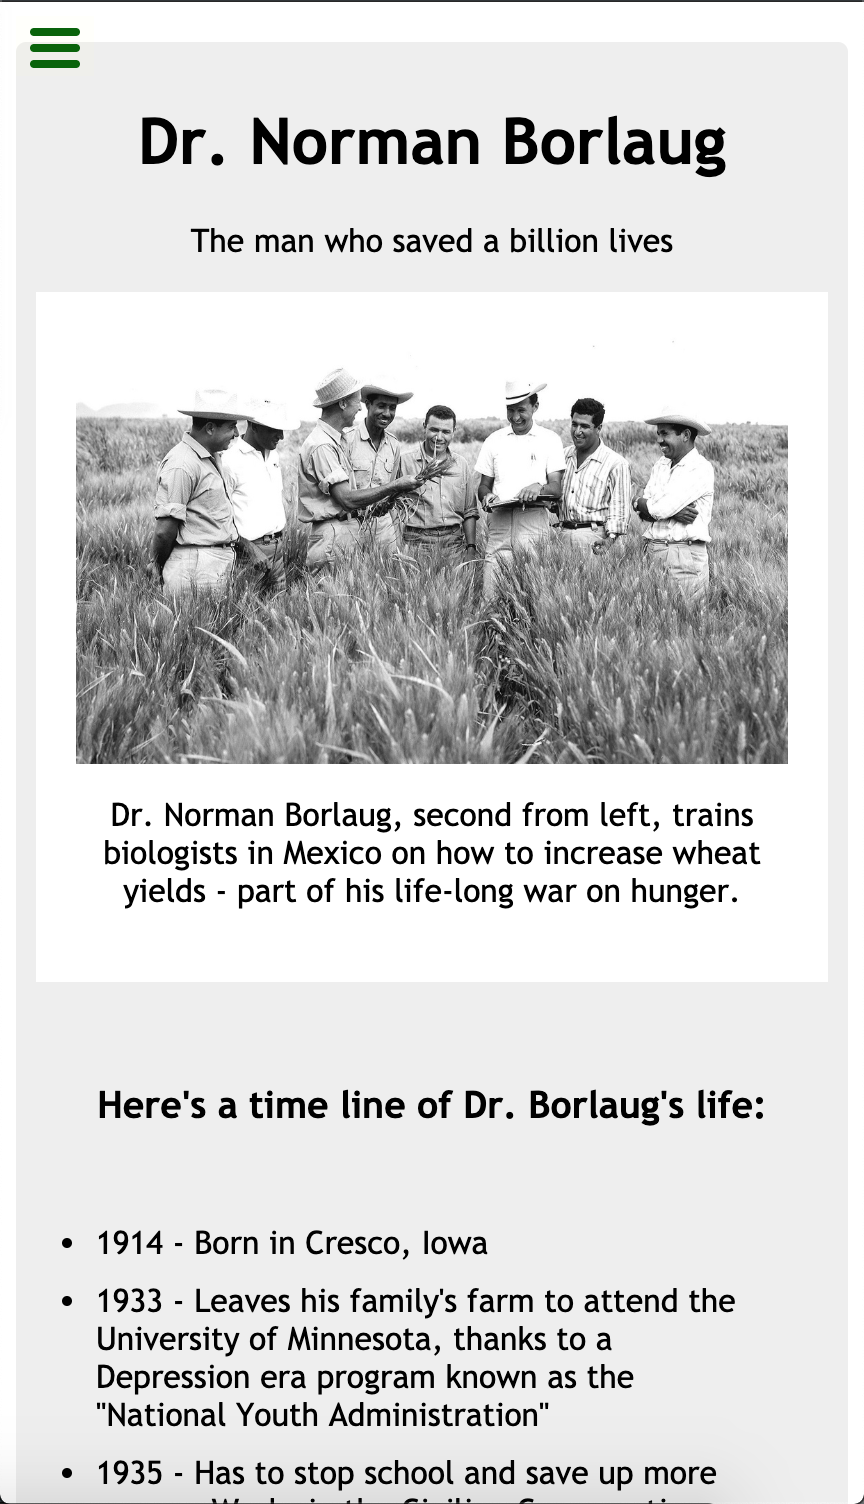 Dr. Norman Borlaug
The man who saved a billion lives
Dr. Norman Borlaug, second from left, trains
biologists in Mexico on how to increase wheat
yields - part of his life-long war on hunger.
Here's a time line of Dr. Borlaug's life:
• 1914 - Born in Cresco, Iowa
• 1933 - Leaves his family's farm to attend the
University of Minnesota, thanks to a
Depression era program known as the
"National Youth Administration"
• 1935 - Has to stop school and save up more